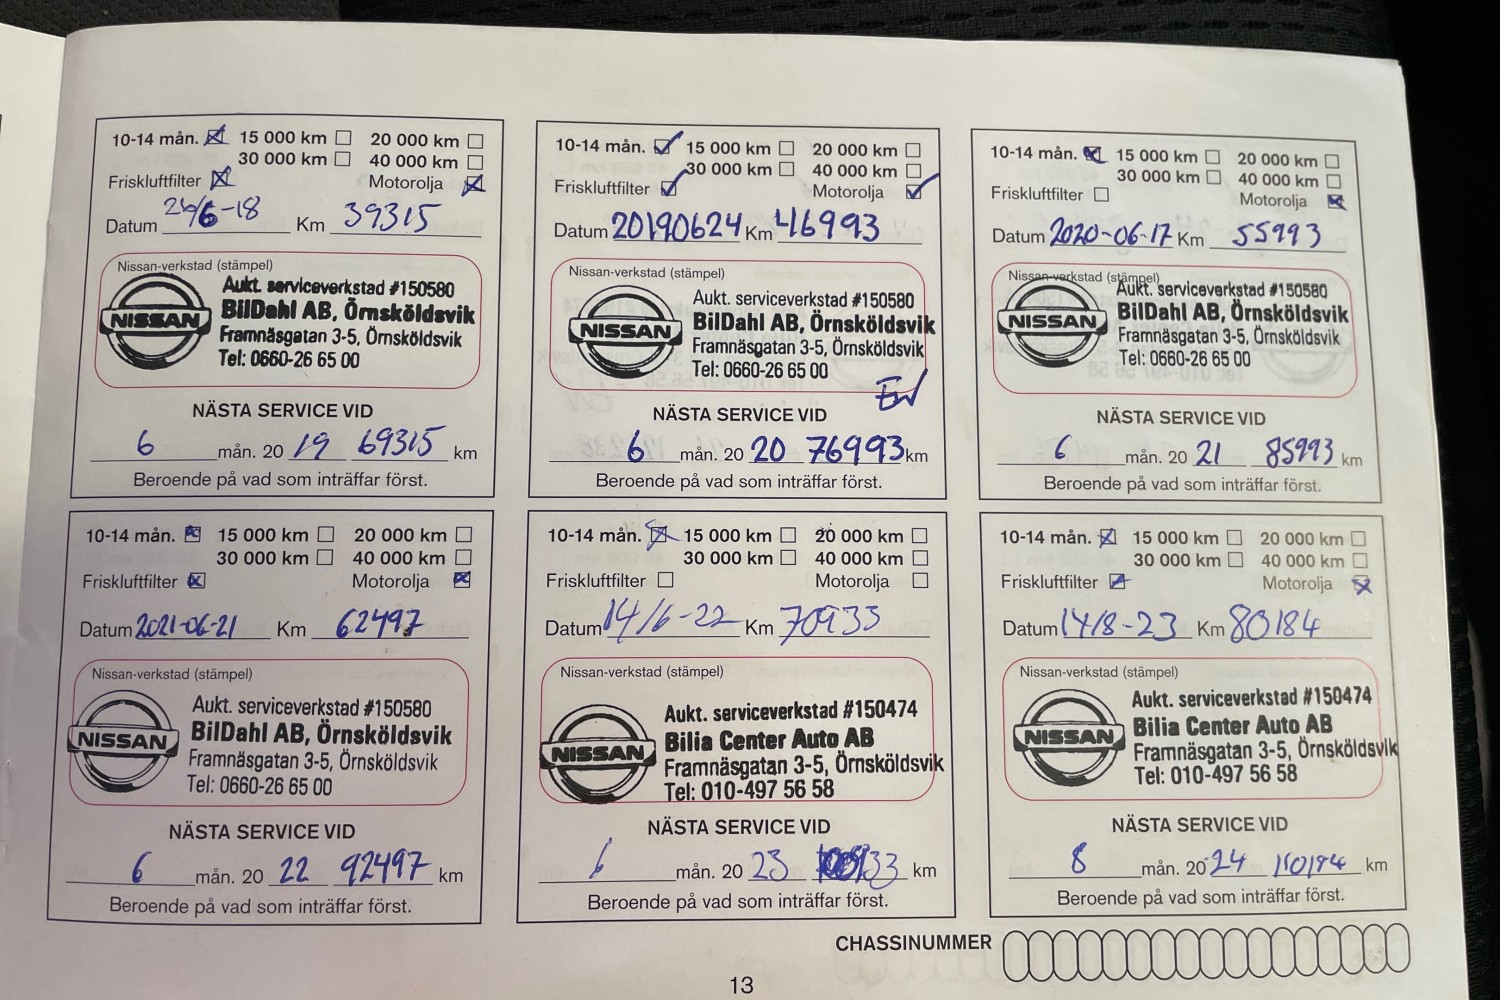 10-14 mån. 15 000 km 20 000 km
30 000 km 40 000 km
Friskluftfilter Motorolja
Datum 26/6-18 Km 39315
Nissan-verkstad (stämpel)
NISSAN
Aukt. serviceverkstad #150580
BilDahl AB, Örnsköldsvik
Framnäsgatan 3-5, Örnsköldsvik
Tel: 0660-26 65 00
NÄSTA SERVICE VID
6 mån. 20 19 69315 km
Beroende på vad som inträffar först.
10-14 mån. 15 000 km 20 000 km
30 000 km 40 000 km
Friskluftfilter Motorolja
Datum 20190624 Km 46993
Nissan-verkstad (stämpel)
NISSAN
Aukt. serviceverkstad #150580
BilDahl AB, Örnsköldsvik
Framnäsgatan 3-5, Örnsköldsvik
Tel: 0660-26 65 00
NÄSTA SERVICE VID
6 mån. 20 20 76993 km
Beroende på vad som inträffar först.
10-14 mån. 15 000 km 20 000 km
30 000 km 40 000 km
Friskluftfilter Motorolja
Datum 2020-06-17 Km 55993
Nissan-verkstad (stämpel)
NISSAN
Aukt. serviceverkstad #150580
BilDahl AB, Örnsköldsvik
Framnäsgatan 3-5, Örnsköldsvik
Tel: 0660-26 65 00
NÄSTA SERVICE VID
6 mån. 20 21 85993 km
Beroende på vad som inträffar först.
10-14 mån. 15 000 km 20 000 km
30 000 km 40 000 km
Friskluftfilter Motorolja
Datum 2021-06-21 Km 62497
Nissan-verkstad (stämpel)
NISSAN
Aukt. serviceverkstad #150580
BilDahl AB, Örnsköldsvik
Framnäsgatan 3-5, Örnsköldsvik
Tel: 0660-26 65 00
NÄSTA SERVICE VID
6 mån. 20 22 92497 km
Beroende på vad som inträffar först.
10-14 mån. 15 000 km 20 000 km
30 000 km 40 000 km
Friskluftfilter Motorolja
Datum 14/6-22 Km 70933
Nissan-verkstad (stämpel)
NISSAN
Aukt. serviceverkstad #150474
Bilia Center Auto AB
Framnäsgatan 3-5, Örnsköldsvik
Tel: 010-497 56 58
NÄSTA SERVICE VID
6 mån. 20 23 km
Beroende på vad som inträffar först.
10-14 mån. 15 000 km 20 000 km
30 000 km 40 000 km
Friskluftfilter Motorolja
Datum 14/8-23 Km 80184
Nissan-verkstad (stämpel)
NISSAN
Aukt. serviceverkstad #150474
Bilia Center Auto AB
Framnäsgatan 3-5, Örnsköldsvik
Tel: 010-497 56 58
NÄSTA SERVICE VID
8 mån. 20 24 110184 km
Beroende på vad som inträffar först.
CHASSINUMMER
13